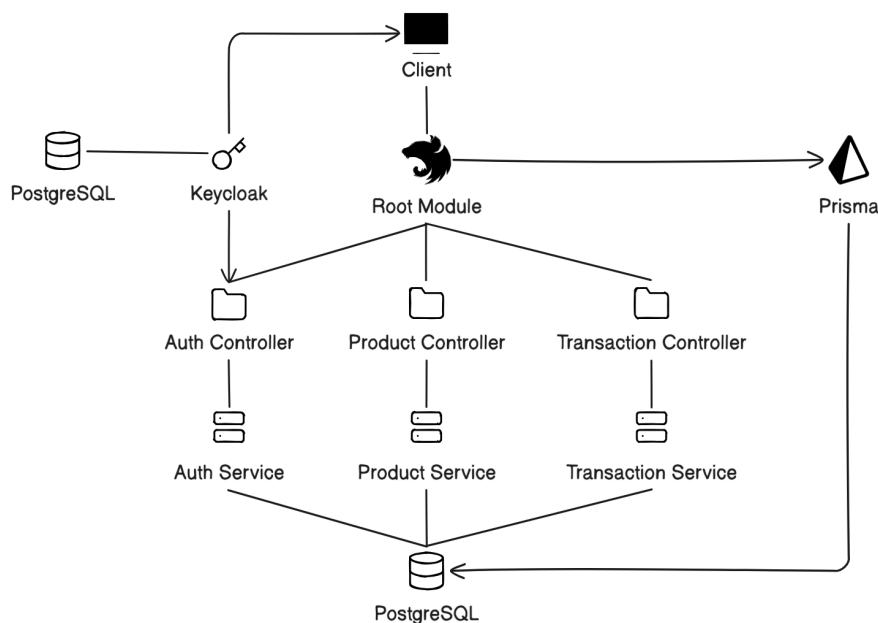 Client
PostgreSQL
Keycloak
Root Module
Prisma
Auth Controller
Product Controller
Transaction Controller
Auth Service
Product Service
Transaction Service
PostgreSQL